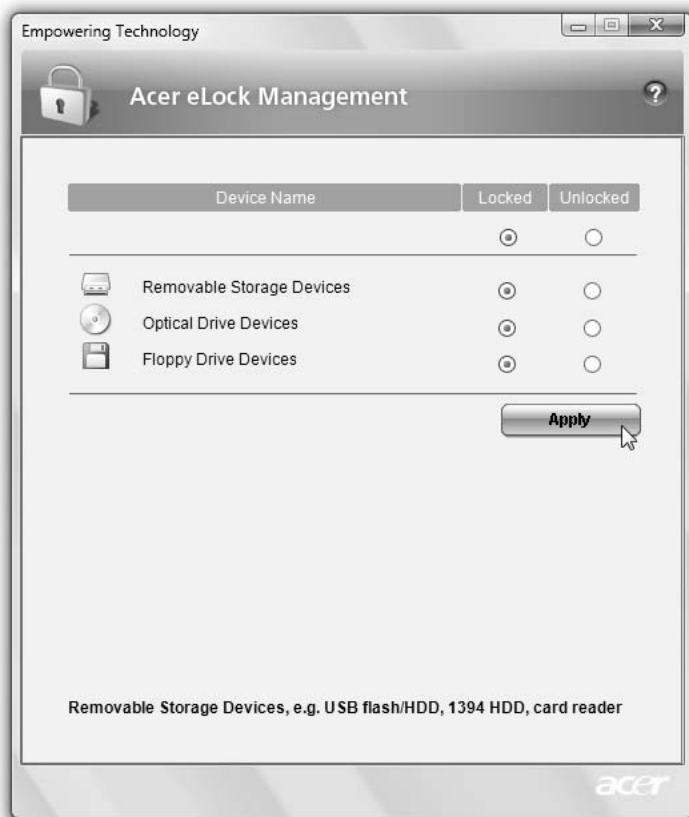 Empowering Technology
Acer eLock Management
?
Device Name Locked Unlocked
Removable Storage Devices
Optical Drive Devices
Floppy Drive Devices
Apply
Removable Storage Devices, e.g. USB flash/HDD, 1394 HDD, card reader
acer